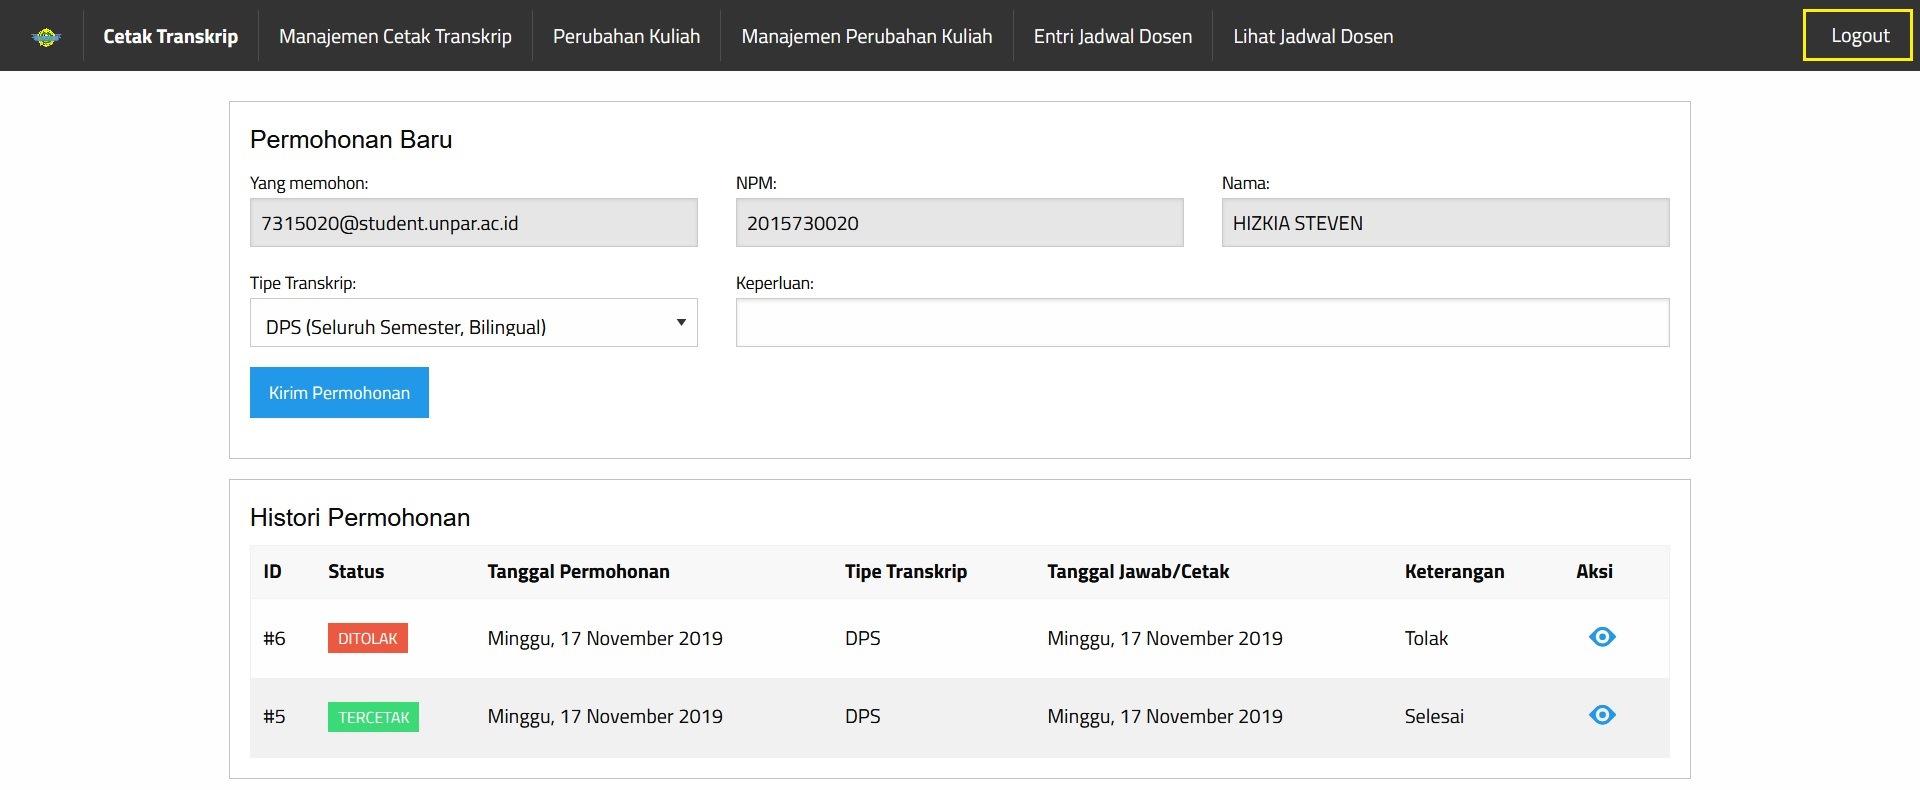 Cetak Transkrip Manajemen Cetak Transkrip Perubahan Kuliah Manajemen Perubahan Kuliah Entri Jadwal Dosen Lihat Jadwal Dosen Logout
Permohonan Baru
Yang memohon: NPM: Nama:
7315020@student.unpar.ac.id 2015730020 HIZKIA STEVEN
Tipe Transkrip: Keperluan:
DPS (Seluruh Semester, Bilingual)
Kirim Permohonan
Histori Permohonan
ID Status Tanggal Permohonan Tipe Transkrip Tanggal Jawab/Cetak Keterangan Aksi
#6 DITOLAK Minggu, 17 November 2019 DPS Minggu, 17 November 2019 Tolak
#5 TERCETAK Minggu, 17 November 2019 DPS Minggu, 17 November 2019 Selesai